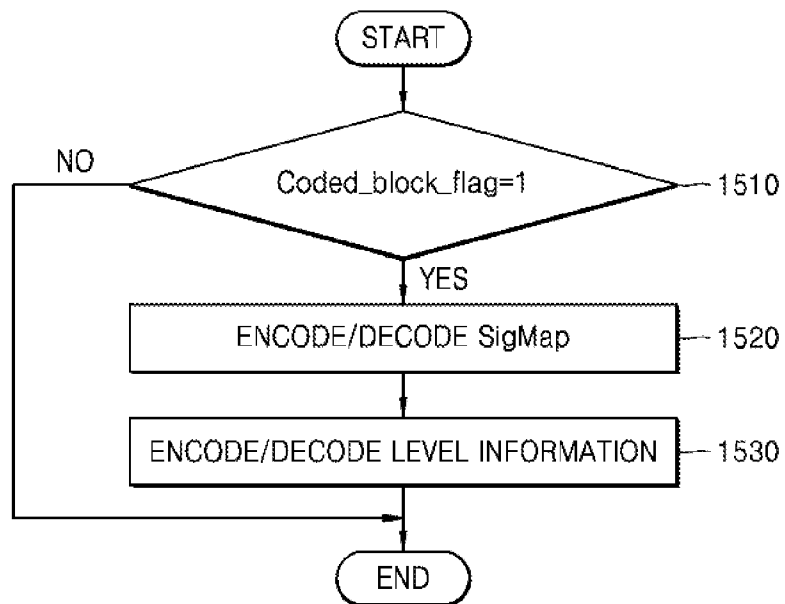 START
NO
Coded_block_flag=1
1510
YES
ENCODE/DECODE SigMap
1520
ENCODE/DECODE LEVEL INFORMATION
1530
END